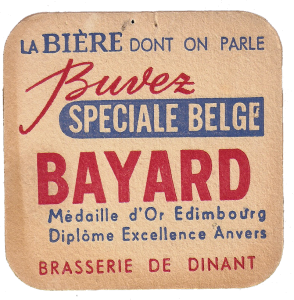 LA BIÈRE DONT ON PARLE
Buvez
SPECIALE BELGE
BAYARD
Médaille d'Or Edimbourg
Diplôme Excellence Anvers
BRASSERIE DE DINANT